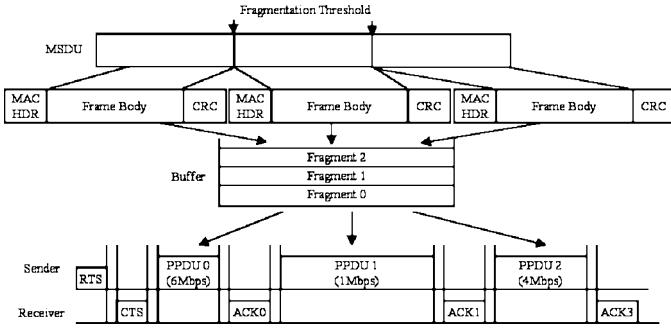 Fragmentation Threshold
MSDU
MAC HDR Frame Body CRC MAC HDR Frame Body CRC MAC HDR Frame Body CRC
Buffer
Fragment 2
Fragment 1
Fragment 0
Sender
RTS
PPDU 0 (6Mbps)
PPDU 1 (1Mbps)
PPDU 2 (4Mbps)
Receiver
CTS
ACK0
ACK1
ACK3